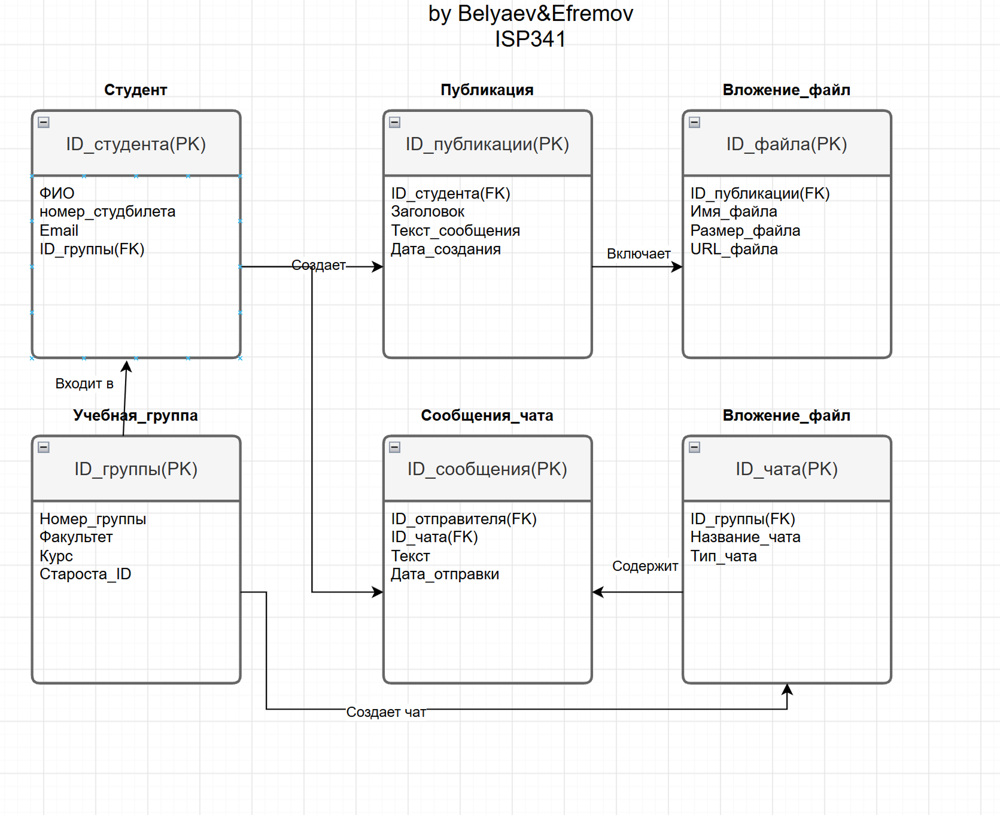 by Belyaev&Efremov
ISP341
Студент
ID_студента(PK)
ФИО
номер_студбилета
Email
ID_группы(FK)
Публикация
ID_публикации(PK)
ID_студента(FK)
Заголовок
Текст_сообщения
Дата_создания
Вложение_файл
ID_файла(PK)
ID_публикации(FK)
Имя_файла
Размер_файла
URL_файла
Создает
Включает
Входит в
Учебная_группа
ID_группы(PK)
Номер_группы
Факультет
Курс
Староста_ID
Сообщения_чата
ID_сообщения(PK)
ID_отправителя(FK)
ID_чата(FK)
Текст
Дата_отправки
Вложение_файл
ID_чата(PK)
ID_группы(FK)
Название_чата
Тип_чата
Содержит
Создает чат